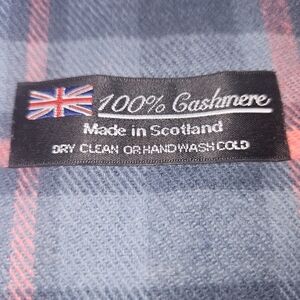 100% Cashmere
Made in Scotland
DRY CLEAN OR HANDWASH COLD